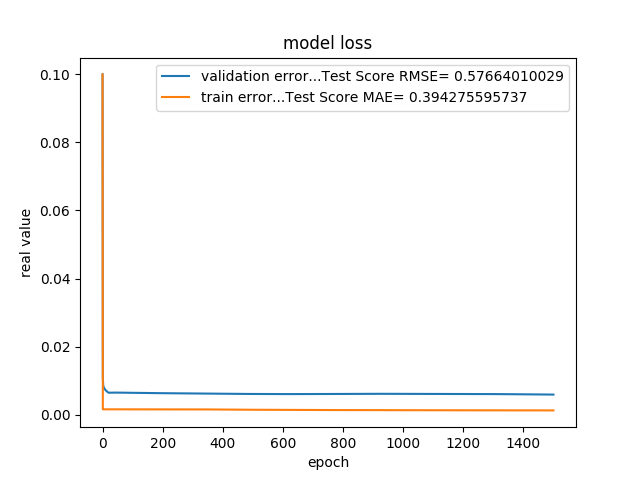 model loss
validation error...Test Score RMSE= 0.57664010029
train error...Test Score MAE= 0.394275595737
real value
0.10
0.08
0.06
0.04
0.02
0.00
0 200 400 600 800 1000 1200 1400
epoch